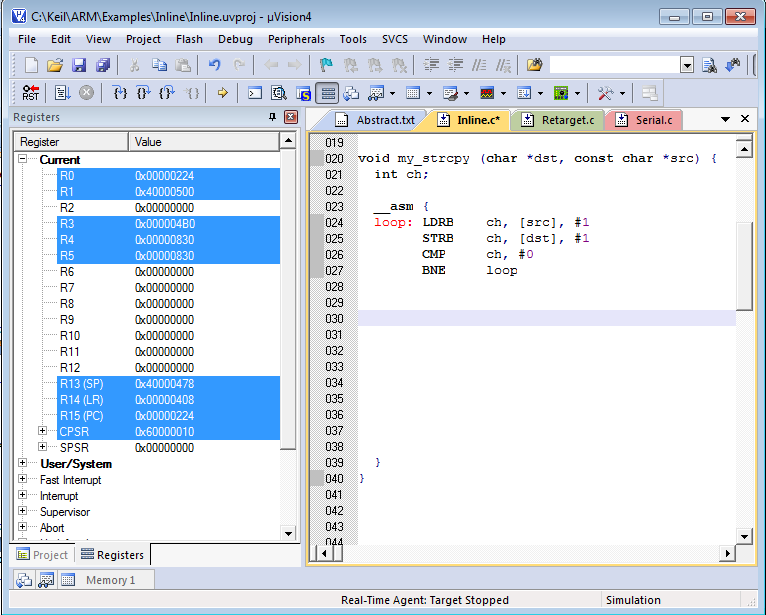 C:\Keil\ARM\Examples\Inline\Inline.uvproj - µVision4
File Edit View Project Flash Debug Peripherals Tools SVCS Window Help
RST
Registers
Abstract.txt Inline.c* Retarget.c Serial.c
Register Value
Current
R0 0x00000224
R1 0x40000500
R2 0x00000000
R3 0x000004B0
R4 0x00000830
R5 0x00000830
R6 0x00000000
R7 0x00000000
R8 0x00000000
R9 0x00000000
R10 0x00000000
R11 0x00000000
R12 0x00000000
R13 (SP) 0x40000478
R14 (LR) 0x00000408
R15 (PC) 0x00000224
CPSR 0x60000010
SPSR 0x00000000
User/System
Fast Interrupt
Interrupt
Supervisor
Abort
Project Registers
019
020 void my_strcpy (char *dst, const char *src) {
021 int ch;
022
023 __asm {
024 loop: LDRB ch, [src], #1
025 STRB ch, [dst], #1
026 CMP ch, #0
027 BNE loop
028
029
030
031
032
033
034
035
036
037
038
039 }
040 }
041
042
043
044
Memory 1
Real-Time Agent: Target Stopped Simulation